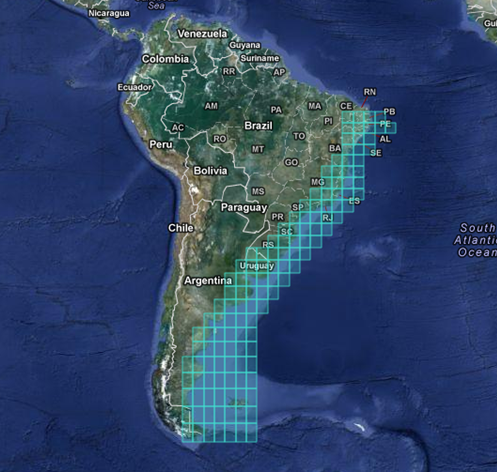 Sea
Nicaragua
Venezuela
Guyana
Colombia
Suriname
RR
AP
Ecuador
RN
AM
PA
MA
CE
PB
PI
PE
AC
Brazil
TO
AL
RO
Peru
MT
BA
SE
GO
Bolivia
MG
MS
ES
Paraguay
SP
PR
RJ
Chile
SC
South
Atlantic
Ocean
RS
Uruguay
Argentina